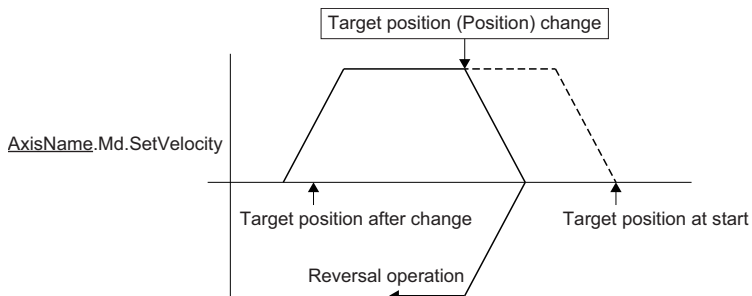 Target position (Position) change
AxisName.Md.SetVelocity
Target position after change
Target position at start
Reversal operation